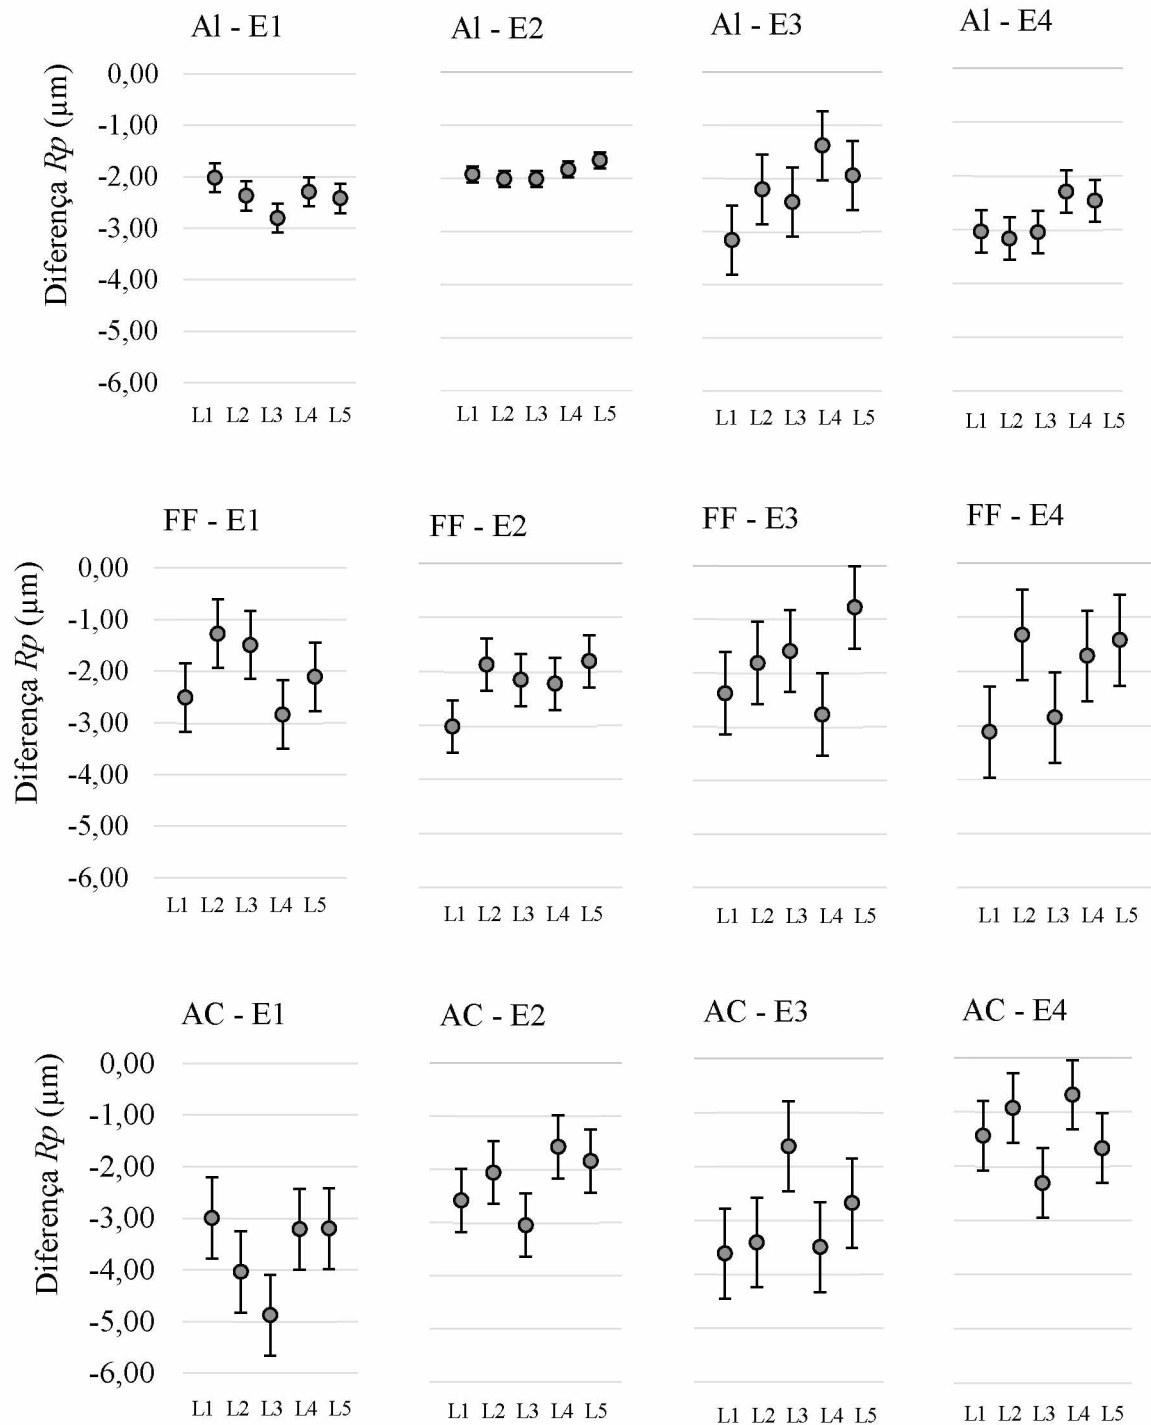 Al - E1
Al - E2
Al - E3
Al - E4
Diferença Rp (µm)
0,00
-1,00
-2,00
-3,00
-4,00
-5,00
-6,00
L1 L2 L3 L4 L5
L1 L2 L3 L4 L5
L1 L2 L3 L4 L5
L1 L2 L3 L4 L5
FF - E1
FF - E2
FF - E3
FF - E4
Diferença Rp (µm)
0,00
-1,00
-2,00
-3,00
-4,00
-5,00
-6,00
L1 L2 L3 L4 L5
L1 L2 L3 L4 L5
L1 L2 L3 L4 L5
L1 L2 L3 L4 L5
AC - E1
AC - E2
AC - E3
AC - E4
Diferença Rp (µm)
0,00
-1,00
-2,00
-3,00
-4,00
-5,00
-6,00
L1 L2 L3 L4 L5
L1 L2 L3 L4 L5
L1 L2 L3 L4 L5
L1 L2 L3 L4 L5